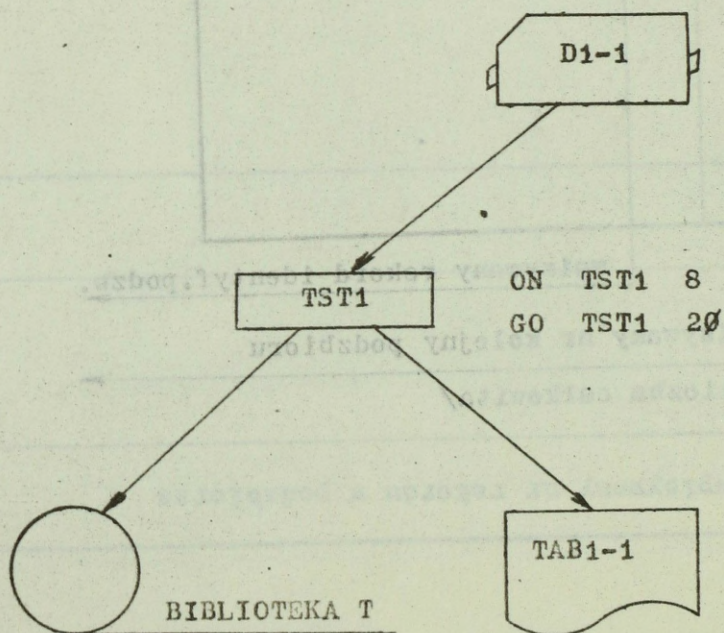 D1-1
TST1
ON TST1 8
GO TST1 2Ø
TAB1-1
BIBLIOTEKA T